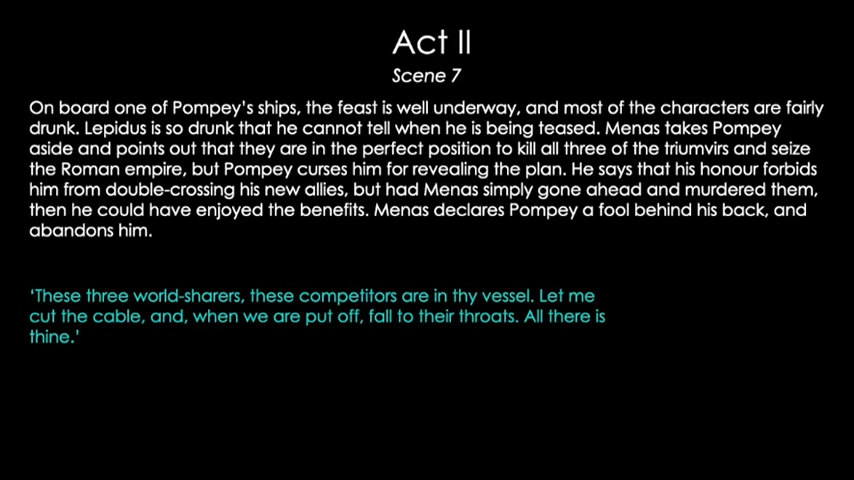 Act II
Scene 7
On board one of Pompey's ships, the feast is well underway, and most of the characters are fairly
drunk. Lepidus is so drunk that he cannot tell when he is being teased. Menas takes Pompey
aside and points out that they are in the perfect position to kill all three of the triumvirs and seize
the Roman empire, but Pompey curses him for revealing the plan. He says that his honour forbids
him from double-crossing his new allies, but had Menas simply gone ahead and murdered them,
then he could have enjoyed the benefits. Menas declares Pompey a fool behind his back, and
abandons him.
‘These three world-sharers, these competitors are in thy vessel. Let me
cut the cable, and, when we are put off, fall to their throats. All there is
thine.’